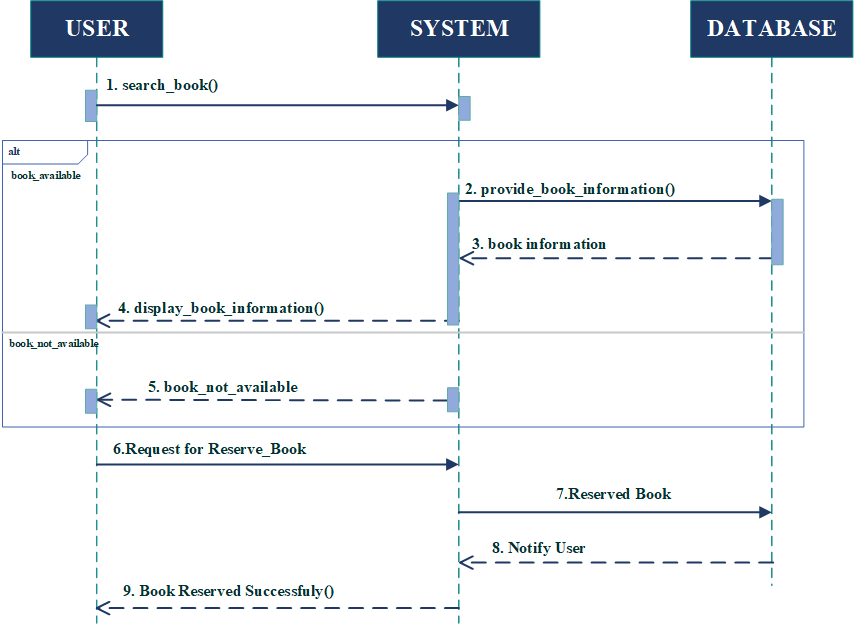 USER
SYSTEM
DATABASE
1. search_book()
alt
book_available
2. provide_book_information()
3. book information
4. display_book_information()
book_not_available
5. book_not_available
6.Request for Reserve_Book
7.Reserved Book
8. Notify User
9. Book Reserved Successfuly()